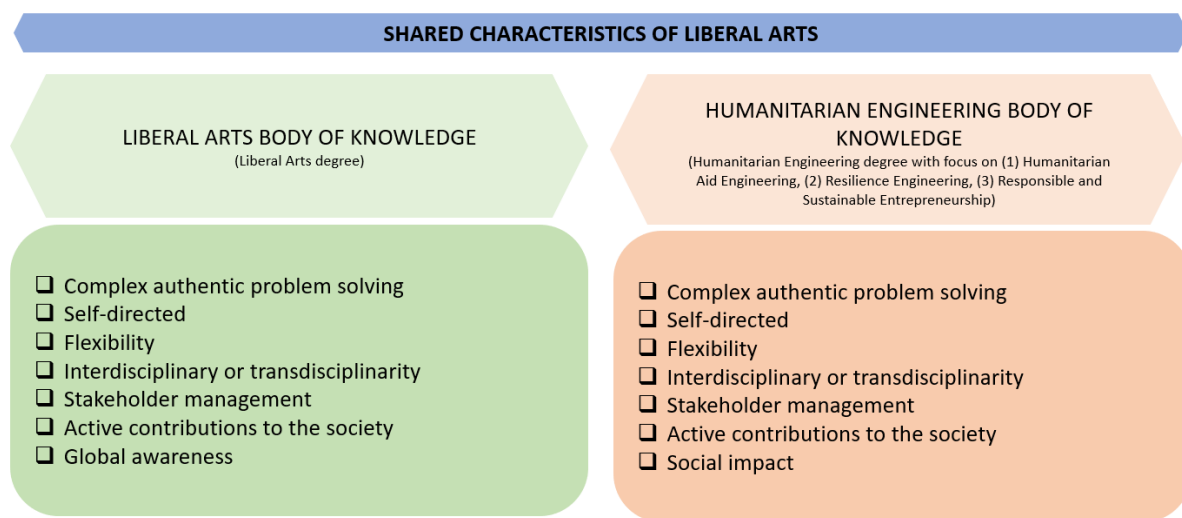 SHARED CHARACTERISTICS OF LIBERAL ARTS
LIBERAL ARTS BODY OF KNOWLEDGE
(Liberal Arts degree)
HUMANITARIAN ENGINEERING BODY OF
KNOWLEDGE
(Humanitarian Engineering degree with focus on (1) Humanitarian
Aid Engineering, (2) Resilience Engineering, (3) Responsible and
Sustainable Entrepreneurship)
Complex authentic problem solving
Self-directed
Flexibility
Interdisciplinary or transdisciplinarity
Stakeholder management
Active contributions to the society
Global awareness
Complex authentic problem solving
Self-directed
Flexibility
Interdisciplinary or transdisciplinarity
Stakeholder management
Active contributions to the society
Social impact